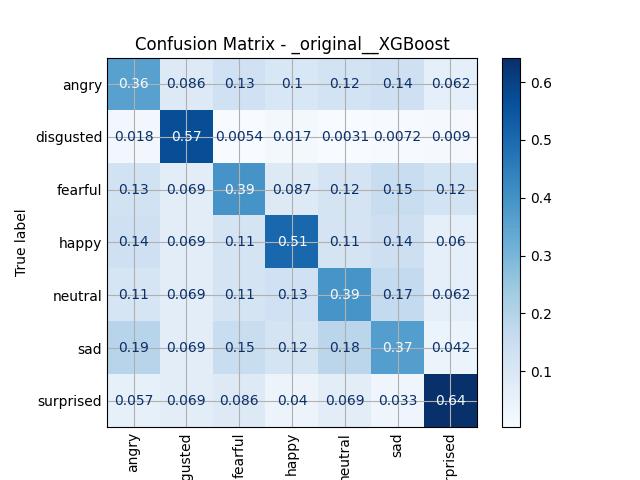 Confusion Matrix - _original__XGBoost
angry 0.36 0.086 0.13 0.1 0.12 0.14 0.062
disgusted 0.018 0.57 0.0054 0.017 0.0031 0.0072 0.009
fearful 0.13 0.069 0.39 0.087 0.12 0.15 0.12
happy 0.14 0.069 0.11 0.51 0.11 0.14 0.06
neutral 0.11 0.069 0.11 0.13 0.39 0.17 0.062
sad 0.19 0.069 0.15 0.12 0.18 0.37 0.042
surprised 0.057 0.069 0.086 0.04 0.069 0.033 0.64
True label
angry gusted fearful happy neutral sad prised
0.6
0.5
0.4
0.3
0.2
0.1